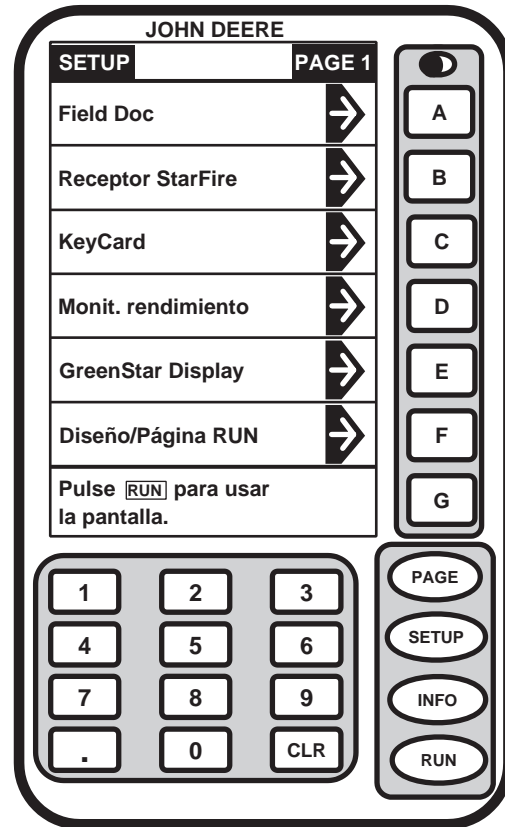 JOHN DEERE
SETUP PAGE 1
Field Doc
Receptor StarFire
KeyCard
Monit. rendimiento
GreenStar Display
Diseño/Página RUN
Pulse RUN para usar
la pantalla.
A
B
C
D
E
F
G
PAGE
SETUP
INFO
RUN
1 2 3
4 5 6
7 8 9
. 0 CLR